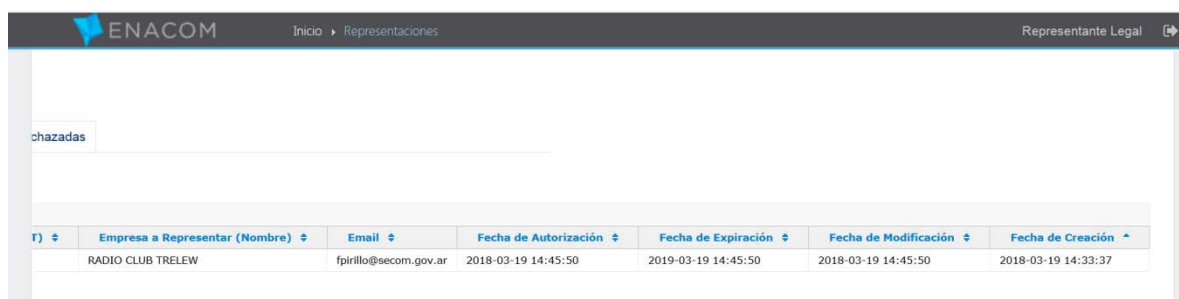 ENACOM Inicio Representaciones Representante Legal
chazadas
T) Empresa a Representar (Nombre) Email Fecha de Autorización Fecha de Expiración Fecha de Modificación Fecha de Creación
RADIO CLUB TRELEW fpirillo@secom.gov.ar 2018-03-19 14:45:50 2019-03-19 14:45:50 2018-03-19 14:45:50 2018-03-19 14:33:37